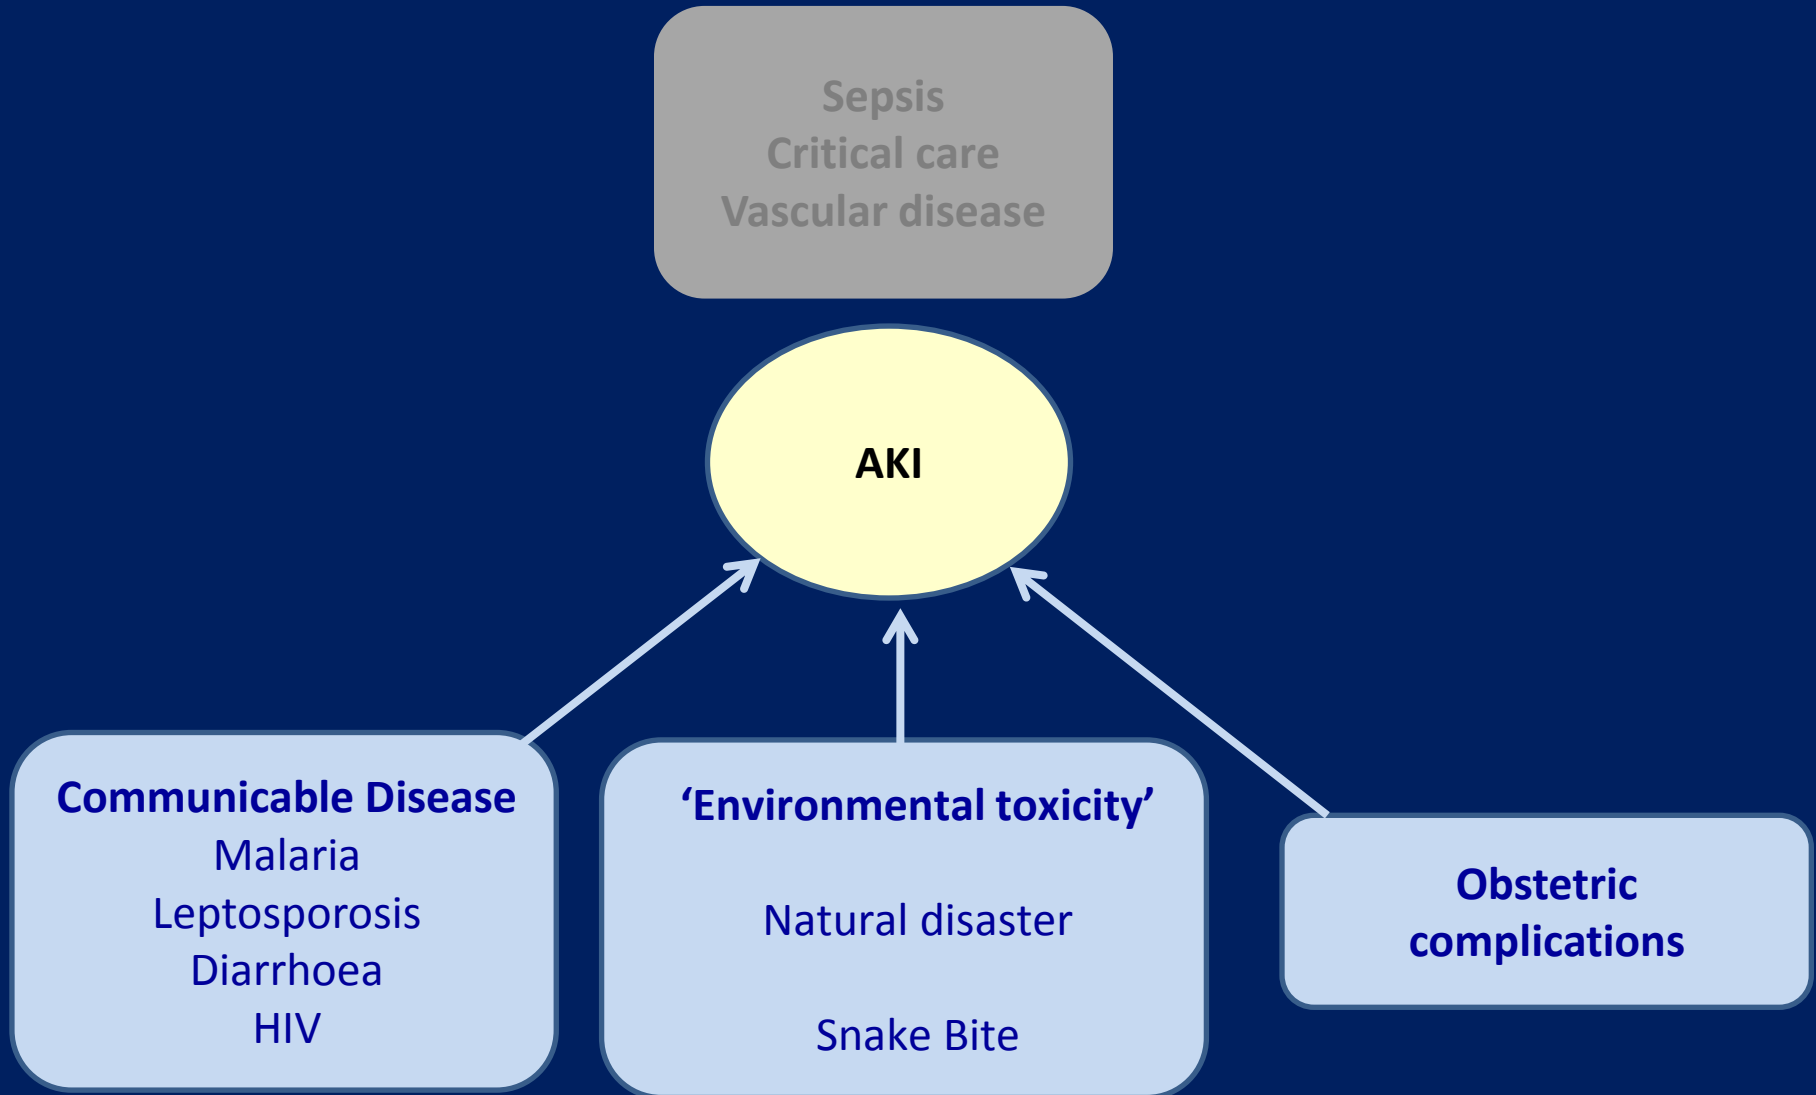 Sepsis
Critical care
Vascular disease
AKI
Communicable Disease
Malaria
Leptosporosis
Diarrhoea
HIV
‘Environmental toxicity’
Natural disaster
Snake Bite
Obstetric
complications